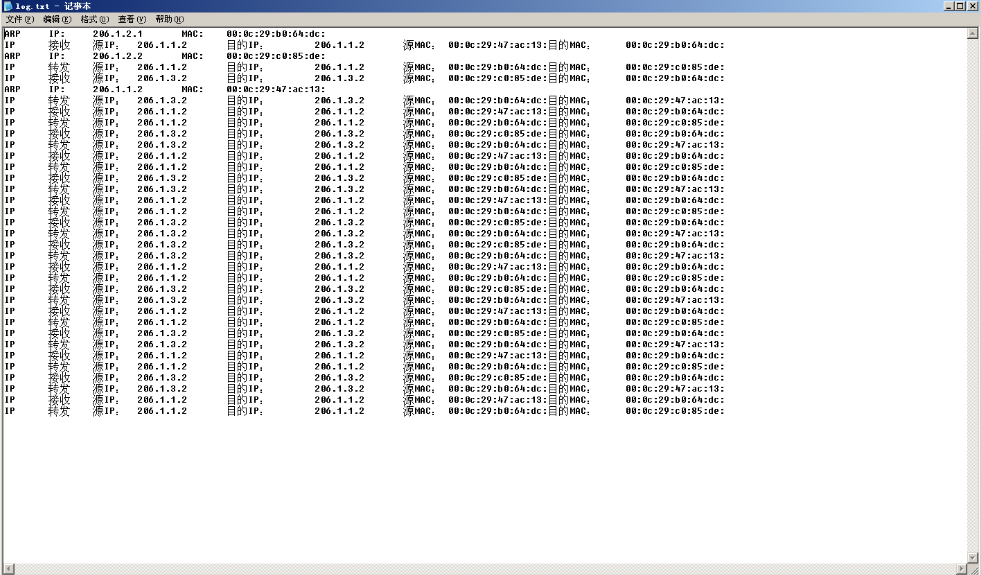 log.txt - 记事本
文件(F) 编辑(E) 格式(O) 查看(V) 帮助(H)
ARP IP: 206.1.2.1 MAC: 00:0c:29:b0:64:dc:
IP 接收 源IP: 206.1.1.2 目的IP: 206.1.1.2 源MAC: 00:0c:29:47:ac:13:目的MAC: 00:0c:29:b0:64:dc:
ARP IP: 206.1.2.2 MAC: 00:0c:29:c0:85:de:
IP 转发 源IP: 206.1.1.2 目的IP: 206.1.1.2 源MAC: 00:0c:29:b0:64:dc:目的MAC: 00:0c:29:c0:85:de:
IP 接收 源IP: 206.1.3.2 目的IP: 206.1.3.2 源MAC: 00:0c:29:c0:85:de:目的MAC: 00:0c:29:b0:64:dc:
ARP IP: 206.1.1.2 MAC: 00:0c:29:47:ac:13:
IP 转发 源IP: 206.1.3.2 目的IP: 206.1.3.2 源MAC: 00:0c:29:b0:64:dc:目的MAC: 00:0c:29:47:ac:13:
IP 接收 源IP: 206.1.1.2 目的IP: 206.1.1.2 源MAC: 00:0c:29:47:ac:13:目的MAC: 00:0c:29:b0:64:dc:
IP 转发 源IP: 206.1.1.2 目的IP: 206.1.1.2 源MAC: 00:0c:29:b0:64:dc:目的MAC: 00:0c:29:c0:85:de:
IP 接收 源IP: 206.1.3.2 目的IP: 206.1.3.2 源MAC: 00:0c:29:c0:85:de:目的MAC: 00:0c:29:b0:64:dc:
IP 转发 源IP: 206.1.3.2 目的IP: 206.1.3.2 源MAC: 00:0c:29:b0:64:dc:目的MAC: 00:0c:29:47:ac:13:
IP 接收 源IP: 206.1.1.2 目的IP: 206.1.1.2 源MAC: 00:0c:29:47:ac:13:目的MAC: 00:0c:29:b0:64:dc:
IP 转发 源IP: 206.1.1.2 目的IP: 206.1.1.2 源MAC: 00:0c:29:b0:64:dc:目的MAC: 00:0c:29:c0:85:de:
IP 接收 源IP: 206.1.3.2 目的IP: 206.1.3.2 源MAC: 00:0c:29:c0:85:de:目的MAC: 00:0c:29:b0:64:dc:
IP 转发 源IP: 206.1.3.2 目的IP: 206.1.3.2 源MAC: 00:0c:29:b0:64:dc:目的MAC: 00:0c:29:47:ac:13:
IP 接收 源IP: 206.1.1.2 目的IP: 206.1.1.2 源MAC: 00:0c:29:47:ac:13:目的MAC: 00:0c:29:b0:64:dc:
IP 转发 源IP: 206.1.1.2 目的IP: 206.1.1.2 源MAC: 00:0c:29:b0:64:dc:目的MAC: 00:0c:29:c0:85:de:
IP 接收 源IP: 206.1.3.2 目的IP: 206.1.3.2 源MAC: 00:0c:29:c0:85:de:目的MAC: 00:0c:29:b0:64:dc:
IP 转发 源IP: 206.1.3.2 目的IP: 206.1.3.2 源MAC: 00:0c:29:b0:64:dc:目的MAC: 00:0c:29:47:ac:13:
IP 接收 源IP: 206.1.3.2 目的IP: 206.1.3.2 源MAC: 00:0c:29:c0:85:de:目的MAC: 00:0c:29:b0:64:dc:
IP 转发 源IP: 206.1.3.2 目的IP: 206.1.3.2 源MAC: 00:0c:29:b0:64:dc:目的MAC: 00:0c:29:47:ac:13:
IP 接收 源IP: 206.1.1.2 目的IP: 206.1.1.2 源MAC: 00:0c:29:47:ac:13:目的MAC: 00:0c:29:b0:64:dc:
IP 转发 源IP: 206.1.1.2 目的IP: 206.1.1.2 源MAC: 00:0c:29:b0:64:dc:目的MAC: 00:0c:29:c0:85:de:
IP 接收 源IP: 206.1.3.2 目的IP: 206.1.3.2 源MAC: 00:0c:29:c0:85:de:目的MAC: 00:0c:29:b0:64:dc:
IP 转发 源IP: 206.1.3.2 目的IP: 206.1.3.2 源MAC: 00:0c:29:b0:64:dc:目的MAC: 00:0c:29:47:ac:13:
IP 接收 源IP: 206.1.1.2 目的IP: 206.1.1.2 源MAC: 00:0c:29:47:ac:13:目的MAC: 00:0c:29:b0:64:dc:
IP 转发 源IP: 206.1.1.2 目的IP: 206.1.1.2 源MAC: 00:0c:29:b0:64:dc:目的MAC: 00:0c:29:c0:85:de:
IP 接收 源IP: 206.1.3.2 目的IP: 206.1.3.2 源MAC: 00:0c:29:c0:85:de:目的MAC: 00:0c:29:b0:64:dc:
IP 转发 源IP: 206.1.3.2 目的IP: 206.1.3.2 源MAC: 00:0c:29:b0:64:dc:目的MAC: 00:0c:29:47:ac:13:
IP 接收 源IP: 206.1.1.2 目的IP: 206.1.1.2 源MAC: 00:0c:29:47:ac:13:目的MAC: 00:0c:29:b0:64:dc:
IP 转发 源IP: 206.1.1.2 目的IP: 206.1.1.2 源MAC: 00:0c:29:b0:64:dc:目的MAC: 00:0c:29:c0:85:de:
IP 接收 源IP: 206.1.3.2 目的IP: 206.1.3.2 源MAC: 00:0c:29:c0:85:de:目的MAC: 00:0c:29:b0:64:dc:
IP 转发 源IP: 206.1.3.2 目的IP: 206.1.3.2 源MAC: 00:0c:29:b0:64:dc:目的MAC: 00:0c:29:47:ac:13:
IP 接收 源IP: 206.1.1.2 目的IP: 206.1.1.2 源MAC: 00:0c:29:47:ac:13:目的MAC: 00:0c:29:b0:64:dc:
IP 转发 源IP: 206.1.1.2 目的IP: 206.1.1.2 源MAC: 00:0c:29:b0:64:dc:目的MAC: 00:0c:29:c0:85:de: